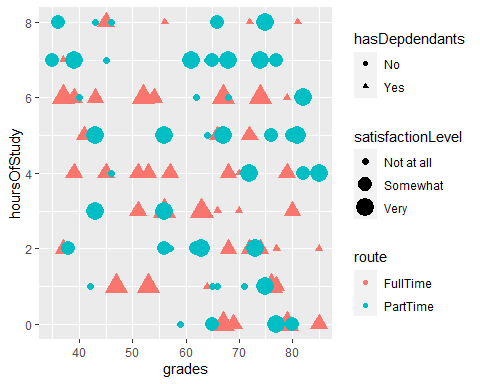 8
6
4
2
0
hoursOfStudy
40
50
60
70
80
grades
hasDepdendants
No
Yes
satisfactionLevel
Not at all
Somewhat
Very
route
FullTime
PartTime